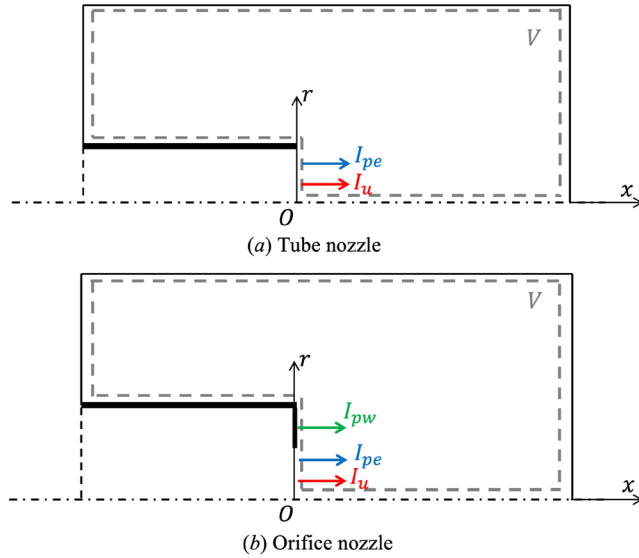 V
r
I_pe
I_u
x
O
(a) Tube nozzle
V
r
I_pw
I_pe
I_u
x
O
(b) Orifice nozzle